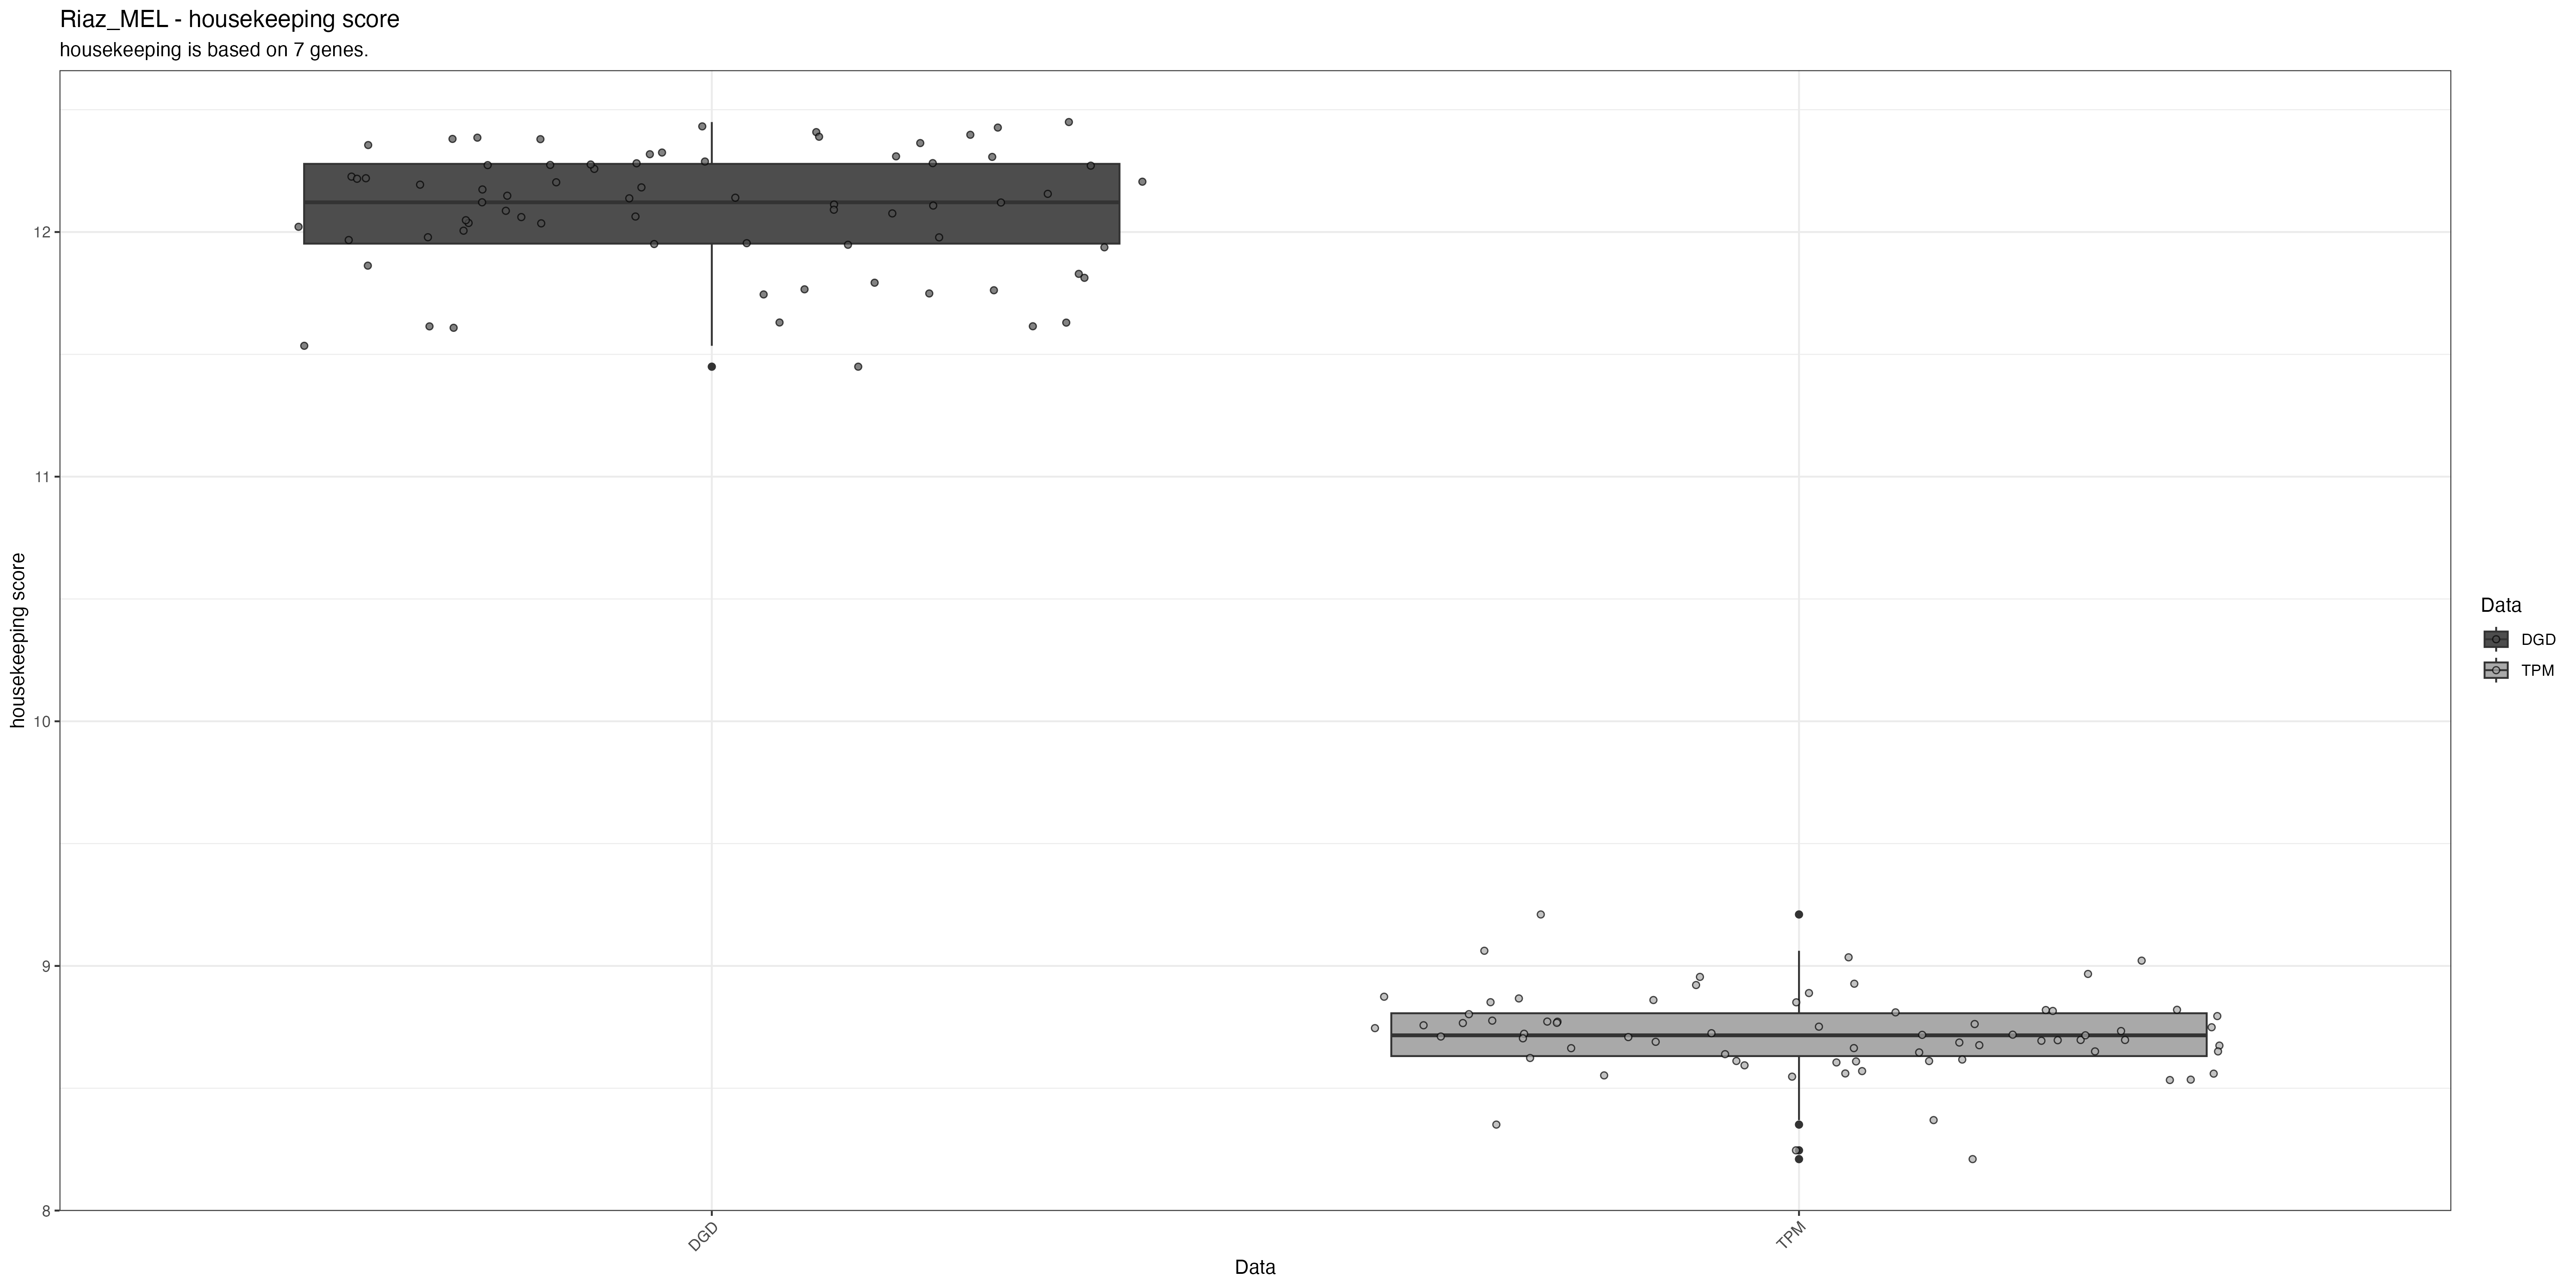 Riaz_MEL - housekeeping score
housekeeping is based on 7 genes.
housekeeping score
12
11
10
9
8
DGD
TPM
Data
Data
DGD
TPM